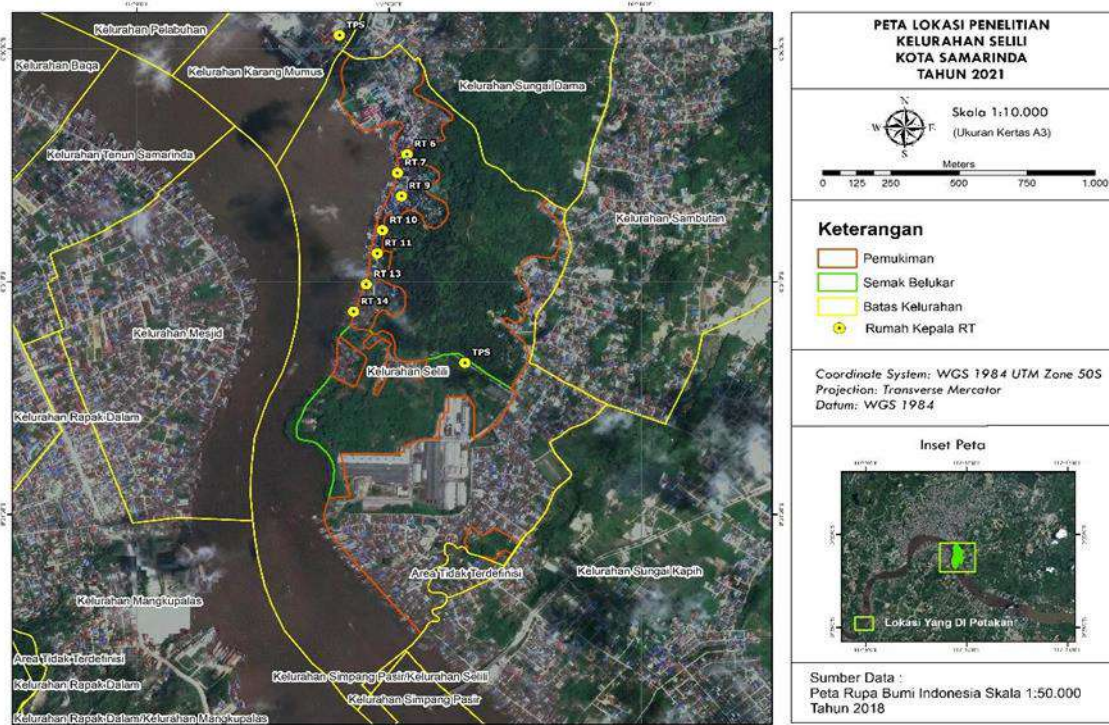 TPS
Kelurahan Pelabuhan
Kelurahan Baqa
Kelurahan Karang Mumus
Kelurahan Sungai Dama
Kelurahan Tenun Samarinda
RT 6
RT 7
RT 9
Kelurahan Sambutan
RT 10
RT 11
RT 13
RT 14
Kelurahan Mesjid
TPS
Kelurahan Selili
Kelurahan Rapak Dalam
Area Tidak Terdefinisi
Kelurahan Sungai Kapih
Kelurahan Mangkupalas
Area Tidak Terdefinisi
Kelurahan Rapak Dalam
Kelurahan Simpang Pasir/Kelurahan Selili
Kelurahan Simpang Pasir
Kelurahan Rapak Dalam/Kelurahan Mangkupalas
PETA LOKASI PENELITIAN
KELURAHAN SELILI
KOTA SAMARINDA
TAHUN 2021
N
W E
S
Skala 1:10.000
(Ukuran Kertas A3)
Meters
0 125 250 500 750 1.000
Keterangan
Pemukiman
Semak Belukar
Batas Kelurahan
Rumah Kepala RT
Coordinate System: WGS 1984 UTM Zone 50S
Projection: Transverse Mercator
Datum: WGS 1984
Inset Peta
Lokasi Yang Di Petakan
Sumber Data :
Peta Rupa Bumi Indonesia Skala 1:50.000
Tahun 2018